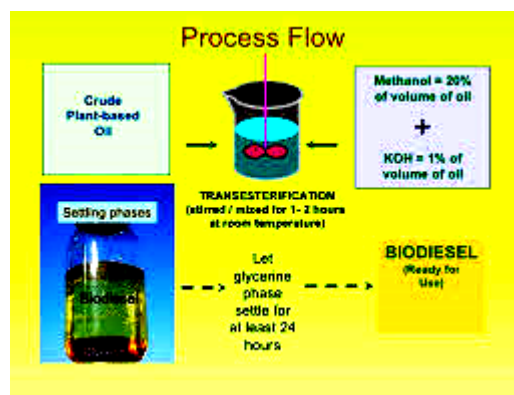 Process Flow
Crude
Plant-based
Oil
Methanol = 20%
of volume of oil
+
KOH = 1% of
volume of oil
TRANSESTERIFICATION
(stirred / mixed for 1- 2 hours
at room temperature)
Settling phases
Biodiesel
Let
glycerine
phase
settle for
at least 24
hours
BIODIESEL
(Ready for
Use)